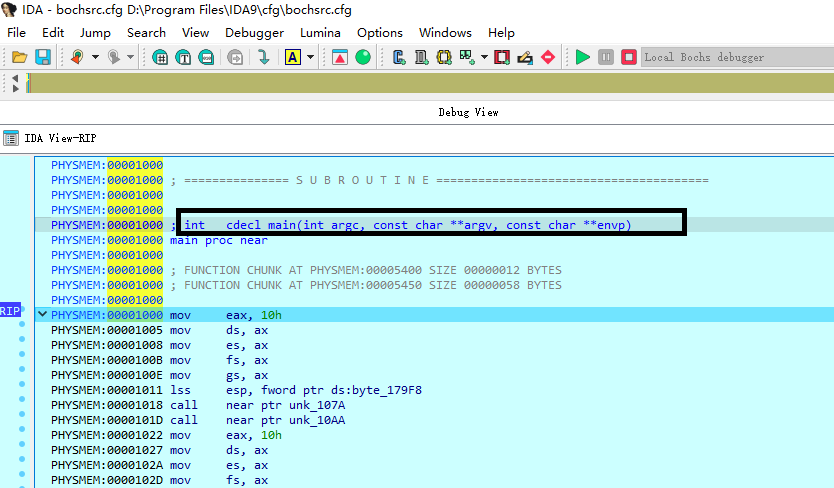 IDA - bochsrc.cfg D:\Program Files\IDA9\cfg\bochsrc.cfg
File Edit Jump Search View Debugger Lumina Options Windows Help
Local Bochs debugger
Debug View
IDA View-RIP
PHYSMEM:00001000
PHYSMEM:00001000 ; =============== S U B R O U T I N E =======================================
PHYSMEM:00001000
PHYSMEM:00001000
PHYSMEM:00001000 ; int cdecl main(int argc, const char **argv, const char **envp)
PHYSMEM:00001000 main proc near
PHYSMEM:00001000
PHYSMEM:00001000 ; FUNCTION CHUNK AT PHYSMEM:00005400 SIZE 00000012 BYTES
PHYSMEM:00001000 ; FUNCTION CHUNK AT PHYSMEM:00005450 SIZE 00000058 BYTES
PHYSMEM:00001000
RIP PHYSMEM:00001000 mov eax, 10h
PHYSMEM:00001005 mov ds, ax
PHYSMEM:00001008 mov es, ax
PHYSMEM:0000100B mov fs, ax
PHYSMEM:0000100E mov gs, ax
PHYSMEM:00001011 lss esp, fword ptr ds:byte_179F8
PHYSMEM:00001018 call near ptr unk_107A
PHYSMEM:0000101D call near ptr unk_10AA
PHYSMEM:00001022 mov eax, 10h
PHYSMEM:00001027 mov ds, ax
PHYSMEM:0000102A mov es, ax
PHYSMEM:0000102D mov fs, ax